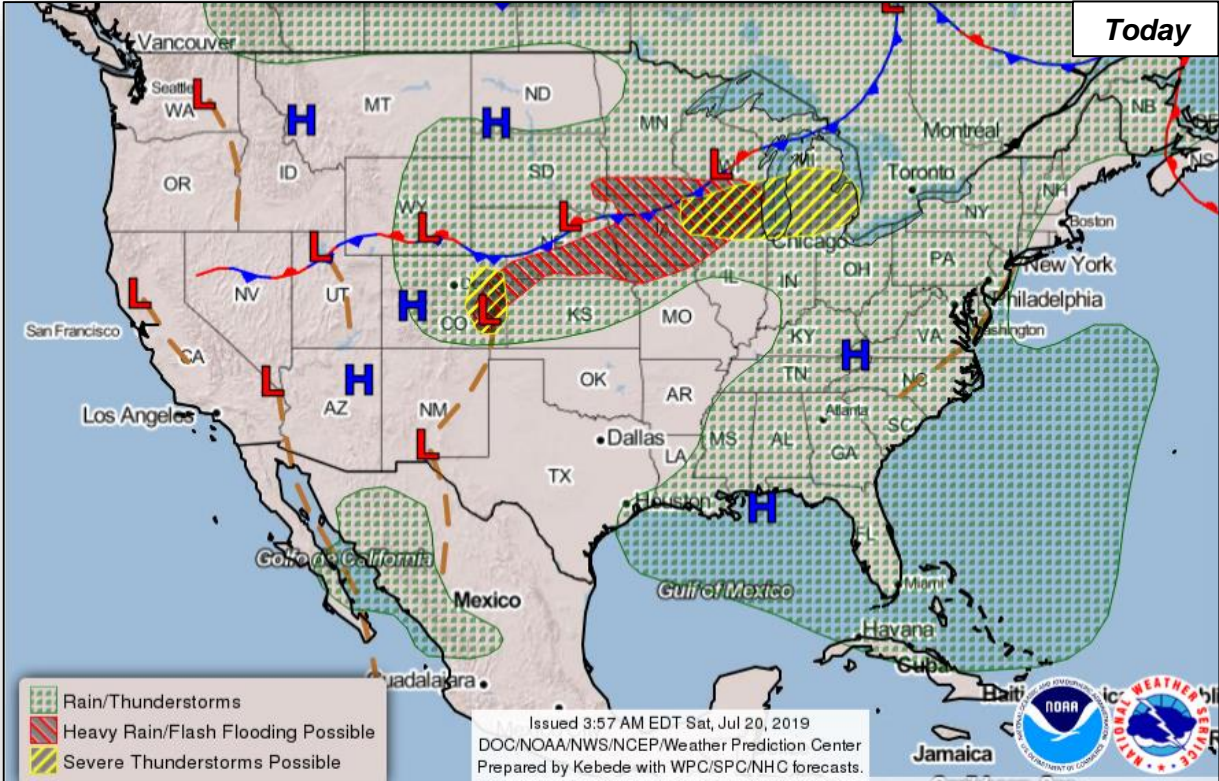 Today
Vancouver
Seattle
WA
MT
ND
MN
Montréal
NB
NS
OR
ID
SD
WI
MI
Toronto
NH
WY
NY
Boston
NE
IA
Chicago
PA
New York
NV
UT
CO
IL
IN
OH
Philadelphia
San Francisco
CA
KS
MO
KY
VA
Washington
Los Angeles
AZ
NM
OK
AR
TN
NC
Atlanta
SC
Dallas
LA
MS
AL
GA
TX
Houston
FL
Golfo de California
Mexico
Gulf of Mexico
Miami
Havana
Cuba
Guadalajara
Haiti
Jamaica
L
L
H
H
L
L
L
L
L
H
L
H
L
H
L
H
Rain/Thunderstorms
Heavy Rain/Flash Flooding Possible
Severe Thunderstorms Possible
Issued 3:57 AM EDT Sat, Jul 20, 2019
DOC/NOAA/NWS/NCEP/Weather Prediction Center
Prepared by Kebede with WPC/SPC/NHC forecasts.
NOAA
NATIONAL WEATHER SERVICE